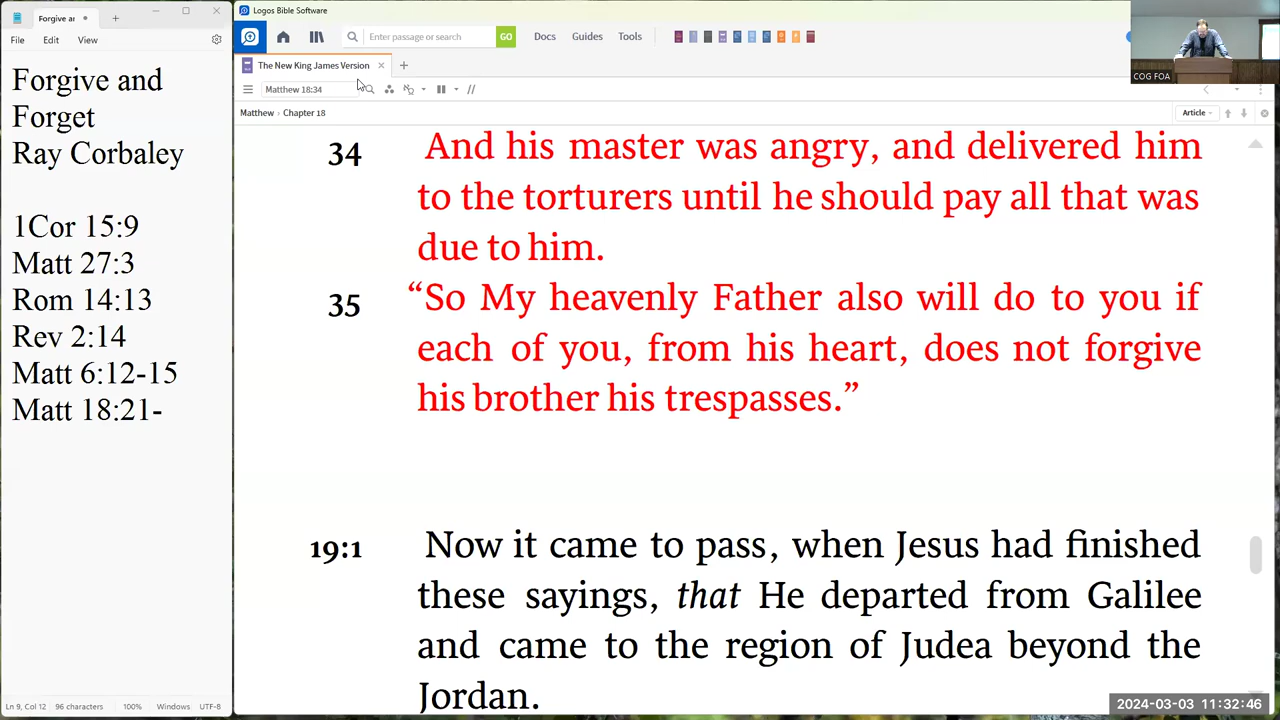 Forgive ar
File Edit View
Forgive and
Forget
Ray Corbaley
1Cor 15:9
Matt 27:3
Rom 14:13
Rev 2:14
Matt 6:12-15
Matt 18:21-
Ln 9, Col 12 96 characters 100% Windows UTF-8
Logos Bible Software
Enter passage or search GO Docs Guides Tools
The New King James Version
Matthew 18:34
Matthew › Chapter 18 Article
34 And his master was angry, and delivered him
to the torturers until he should pay all that was
due to him.
35 “So My heavenly Father also will do to you if
each of you, from his heart, does not forgive
his brother his trespasses.”
19:1 Now it came to pass, when Jesus had finished
these sayings, that He departed from Galilee
and came to the region of Judea beyond the
Jordan.
COG FOA
2024-03-03 11:32:46